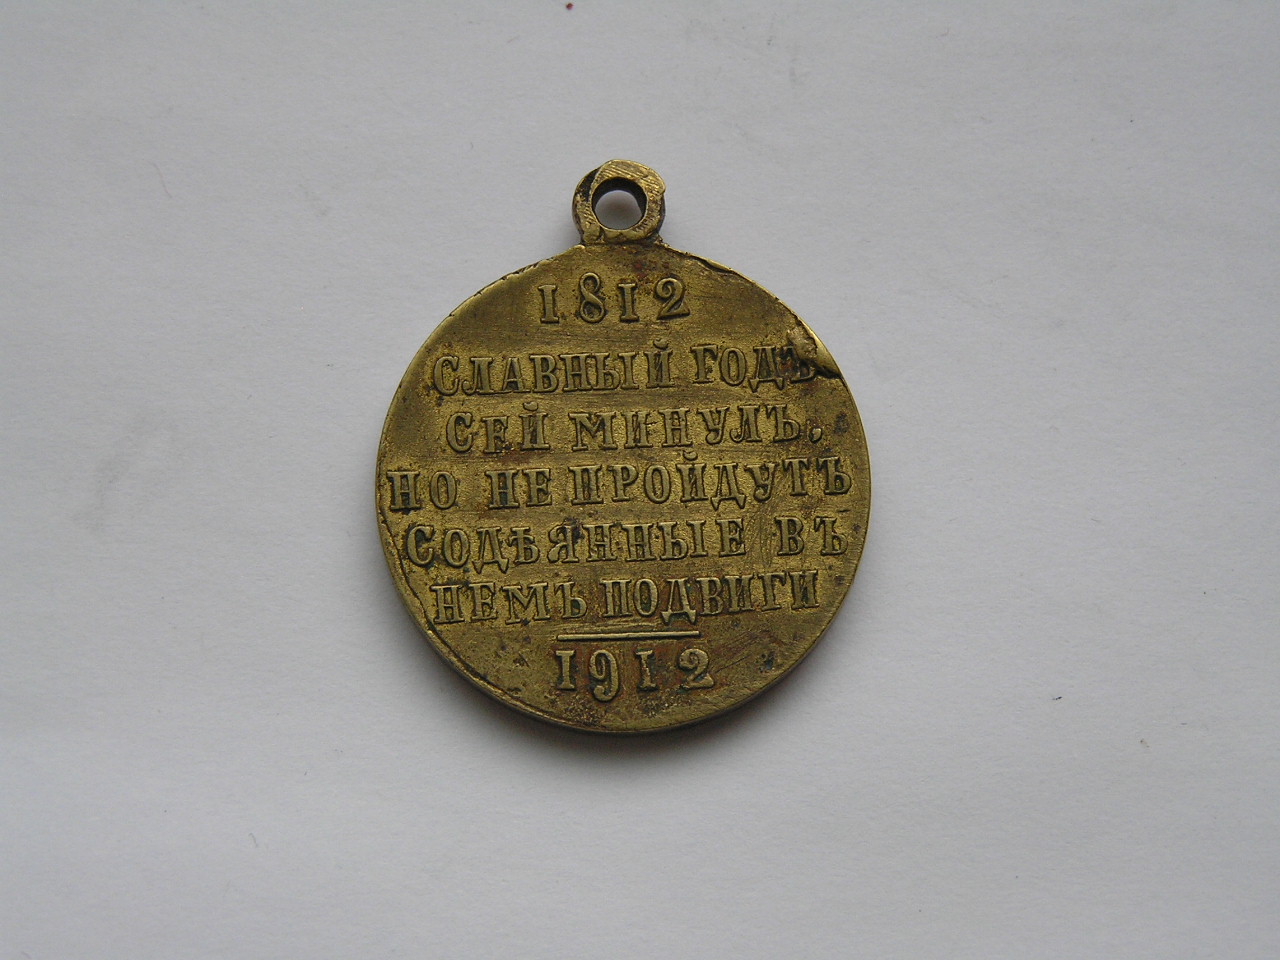 1812
СЛАВНЫЙ ГОДЪ
СЕЙ МИНУЛЪ,
НО НЕ ПРОЙДУТЪ
СОДѢЯННЫЕ ВЪ
НЕМЪ ПОДВИГИ
1912